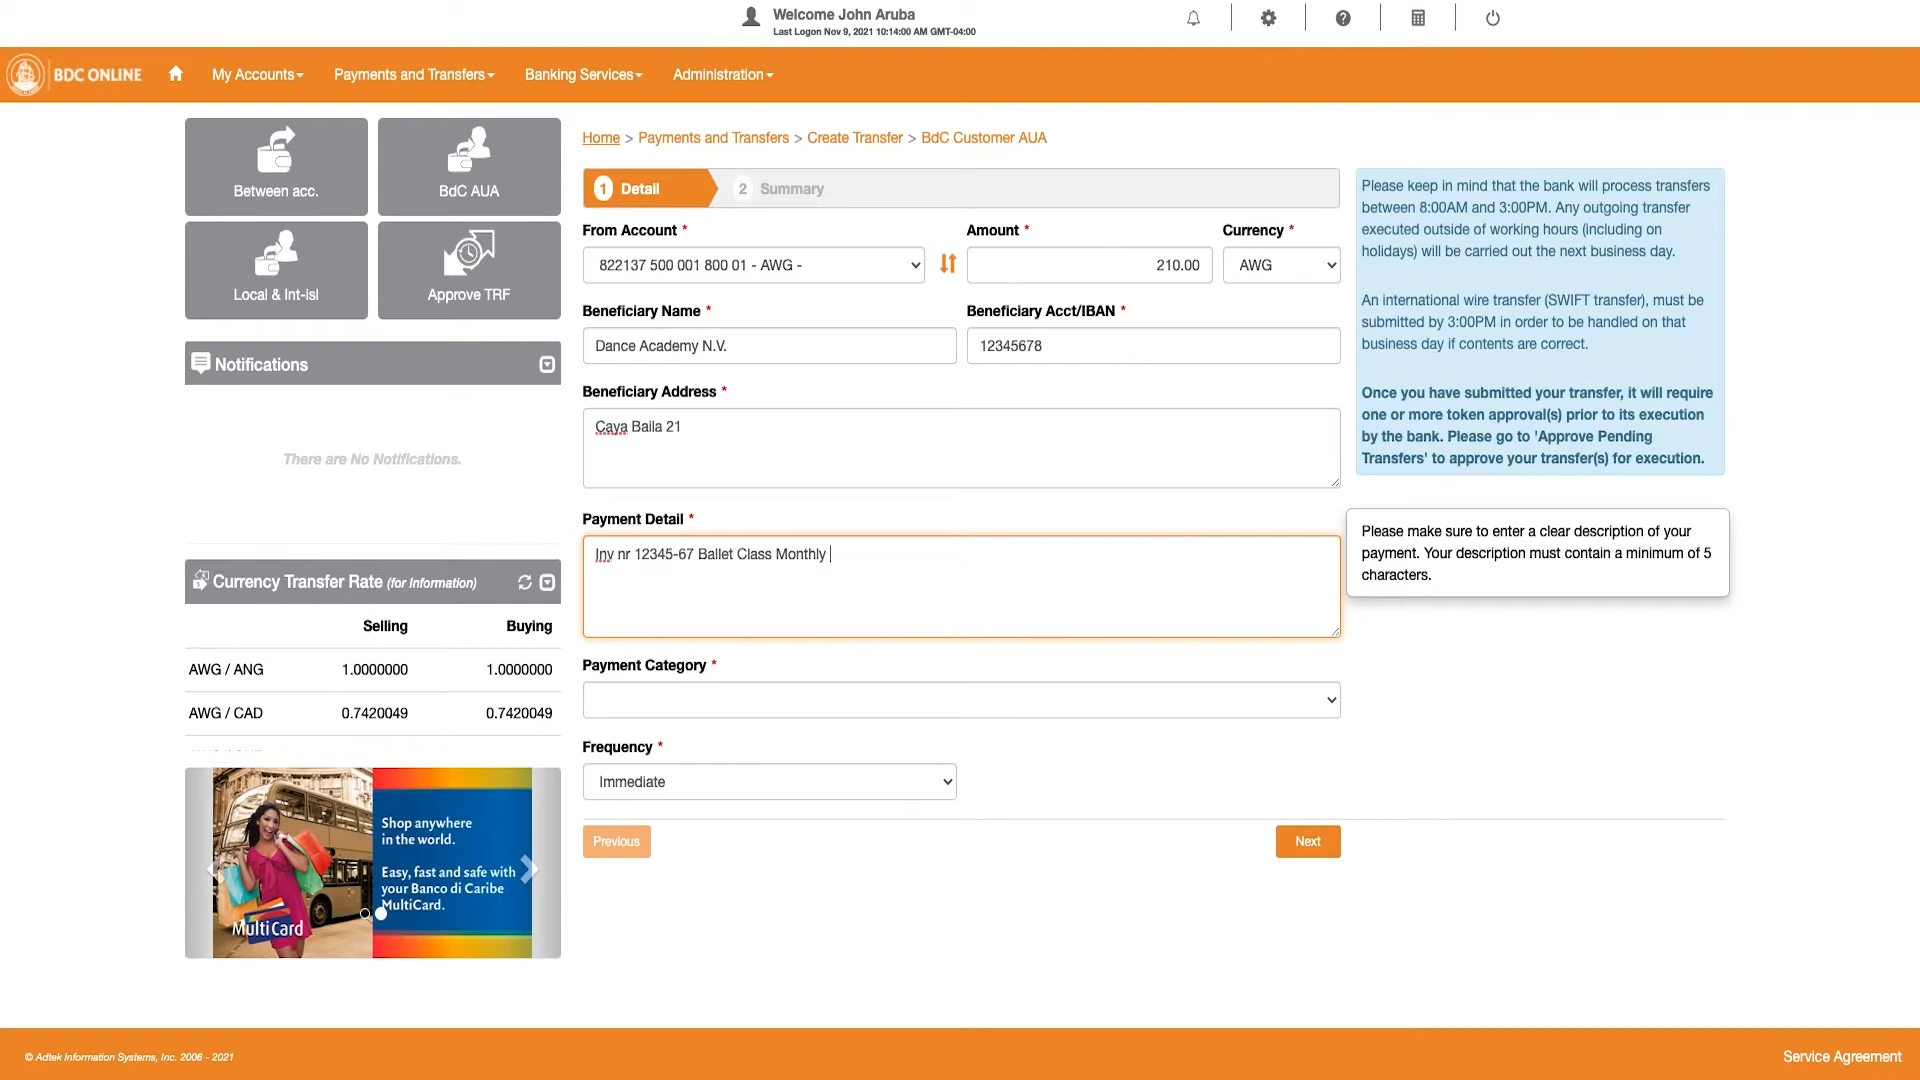 Welcome John Aruba
Last Logon Nov 9, 2021 10:14:00 AM GMT-04:00
BDC ONLINE
My Accounts
Payments and Transfers
Banking Services
Administration
Between acc.
BdC AUA
Local & Int-isl
Approve TRF
Notifications
There are No Notifications.
Currency Transfer Rate (for Information)
Selling Buying
AWG / ANG 1.0000000 1.0000000
AWG / CAD 0.7420049 0.7420049
Shop anywhere
in the world.
Easy, fast and safe with
your Banco di Caribe
MultiCard.
MultiCard
Home > Payments and Transfers > Create Transfer > BdC Customer AUA
1 Detail
2 Summary
From Account *
Amount *
Currency *
822137 500 001 800 01 - AWG -
210.00
AWG
Beneficiary Name *
Beneficiary Acct/IBAN *
Dance Academy N.V.
12345678
Beneficiary Address *
Caya Baila 21
Payment Detail *
Inv nr 12345-67 Ballet Class Monthly
Payment Category *
Frequency *
Immediate
Previous
Next
Please keep in mind that the bank will process transfers
between 8:00AM and 3:00PM. Any outgoing transfer
executed outside of working hours (including on
holidays) will be carried out the next business day.
An international wire transfer (SWIFT transfer), must be
submitted by 3:00PM in order to be handled on that
business day if contents are correct.
Once you have submitted your transfer, it will require
one or more token approval(s) prior to its execution
by the bank. Please go to 'Approve Pending
Transfers' to approve your transfer(s) for execution.
Please make sure to enter a clear description of your
payment. Your description must contain a minimum of 5
characters.
© Adtek Information Systems, Inc. 2006 - 2021
Service Agreement